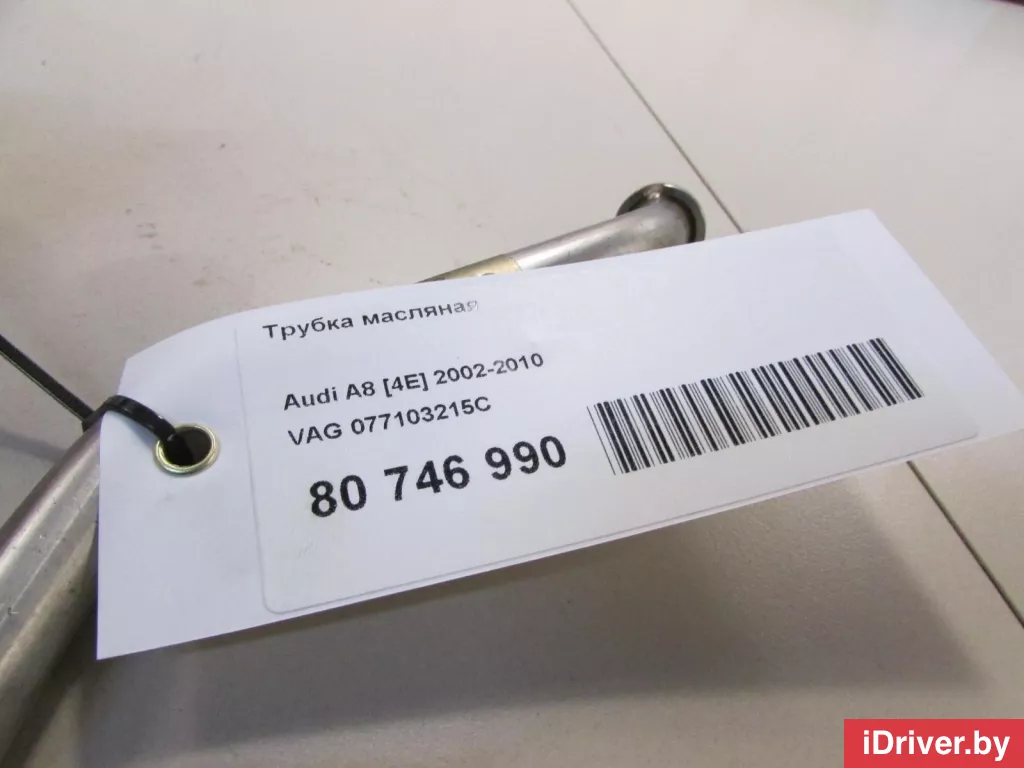 Трубка масляная
Audi A8 [4E] 2002-2010
VAG 077103215C
80 746 990
iDriver.by